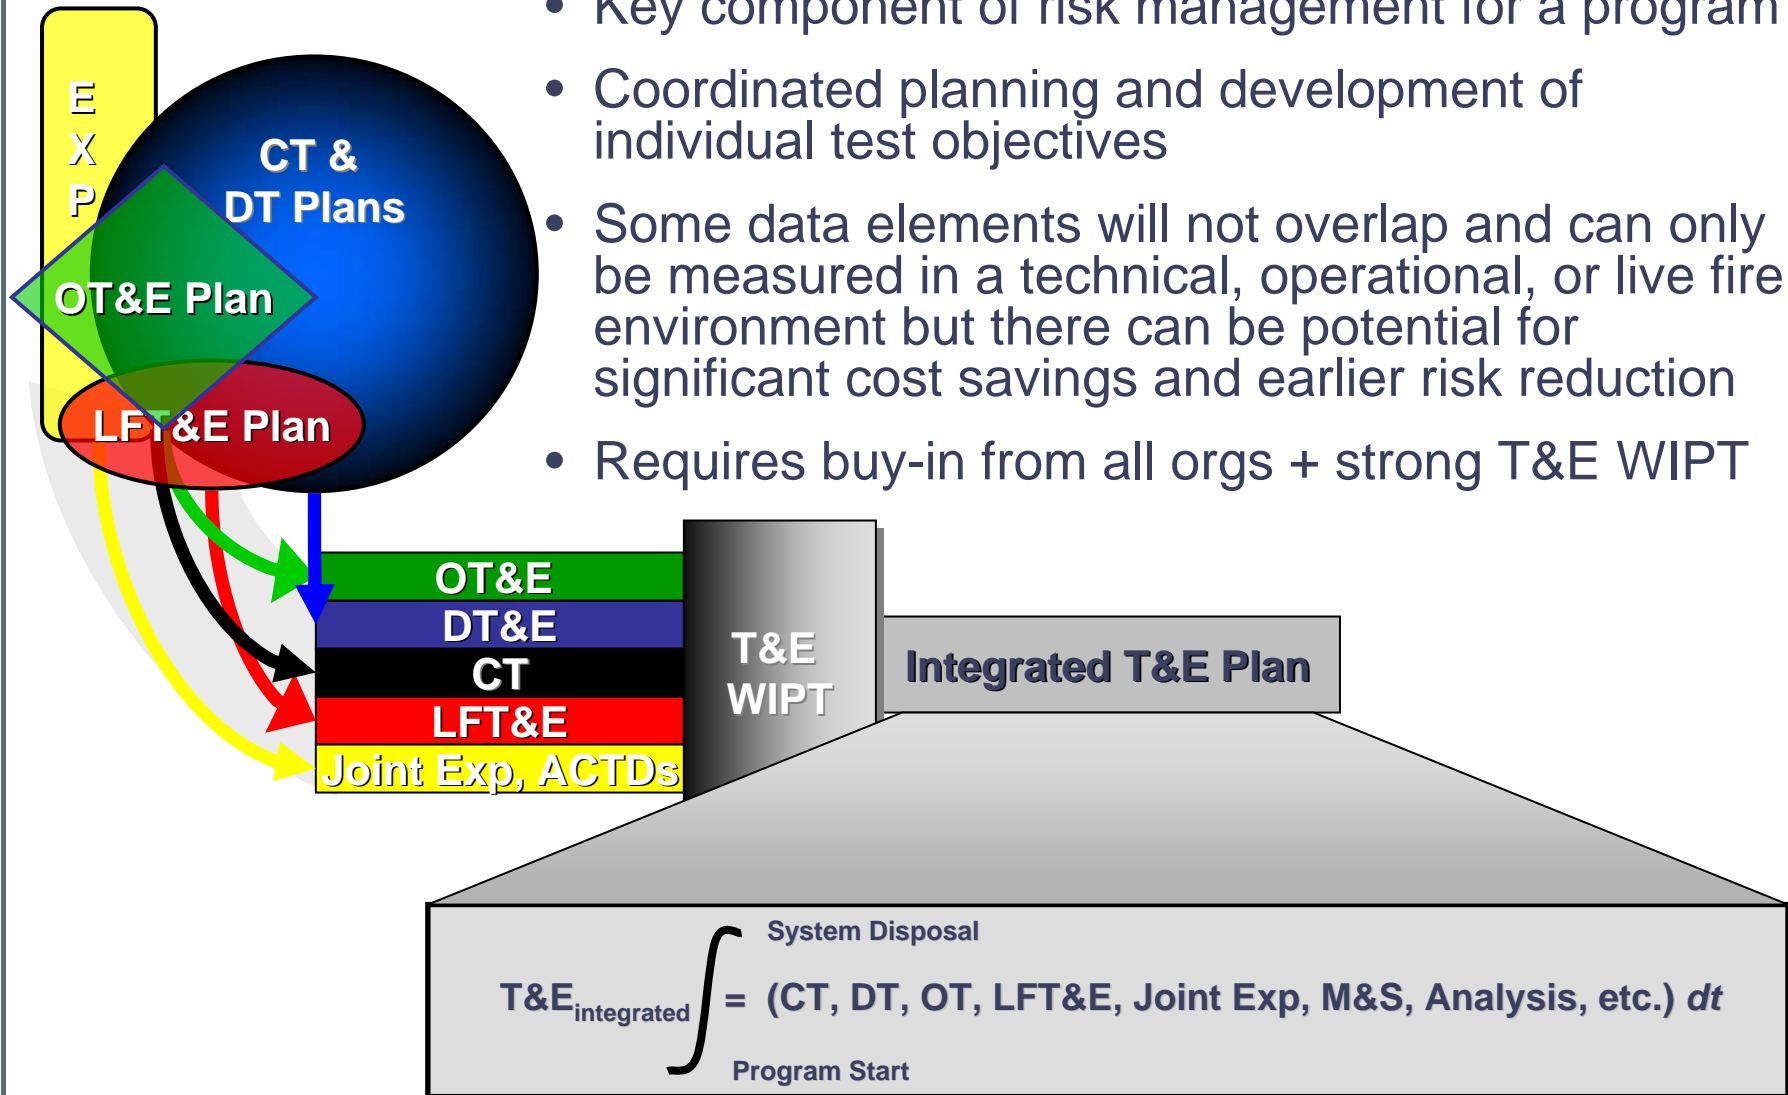 • Key component of risk management for a program
• Coordinated planning and development of
individual test objectives
• Some data elements will not overlap and can only
be measured in a technical, operational, or live fire
environment but there can be potential for
significant cost savings and earlier risk reduction
• Requires buy-in from all orgs + strong T&E WIPT
E
X
P
CT &
DT Plans
OT&E Plan
LFT&E Plan
OT&E
DT&E
CT
LFT&E
Joint Exp, ACTDs
T&E
WIPT
Integrated T&E Plan
System Disposal
T&E integrated ∫ = (CT, DT, OT, LFT&E, Joint Exp, M&S, Analysis, etc.) dt
Program Start